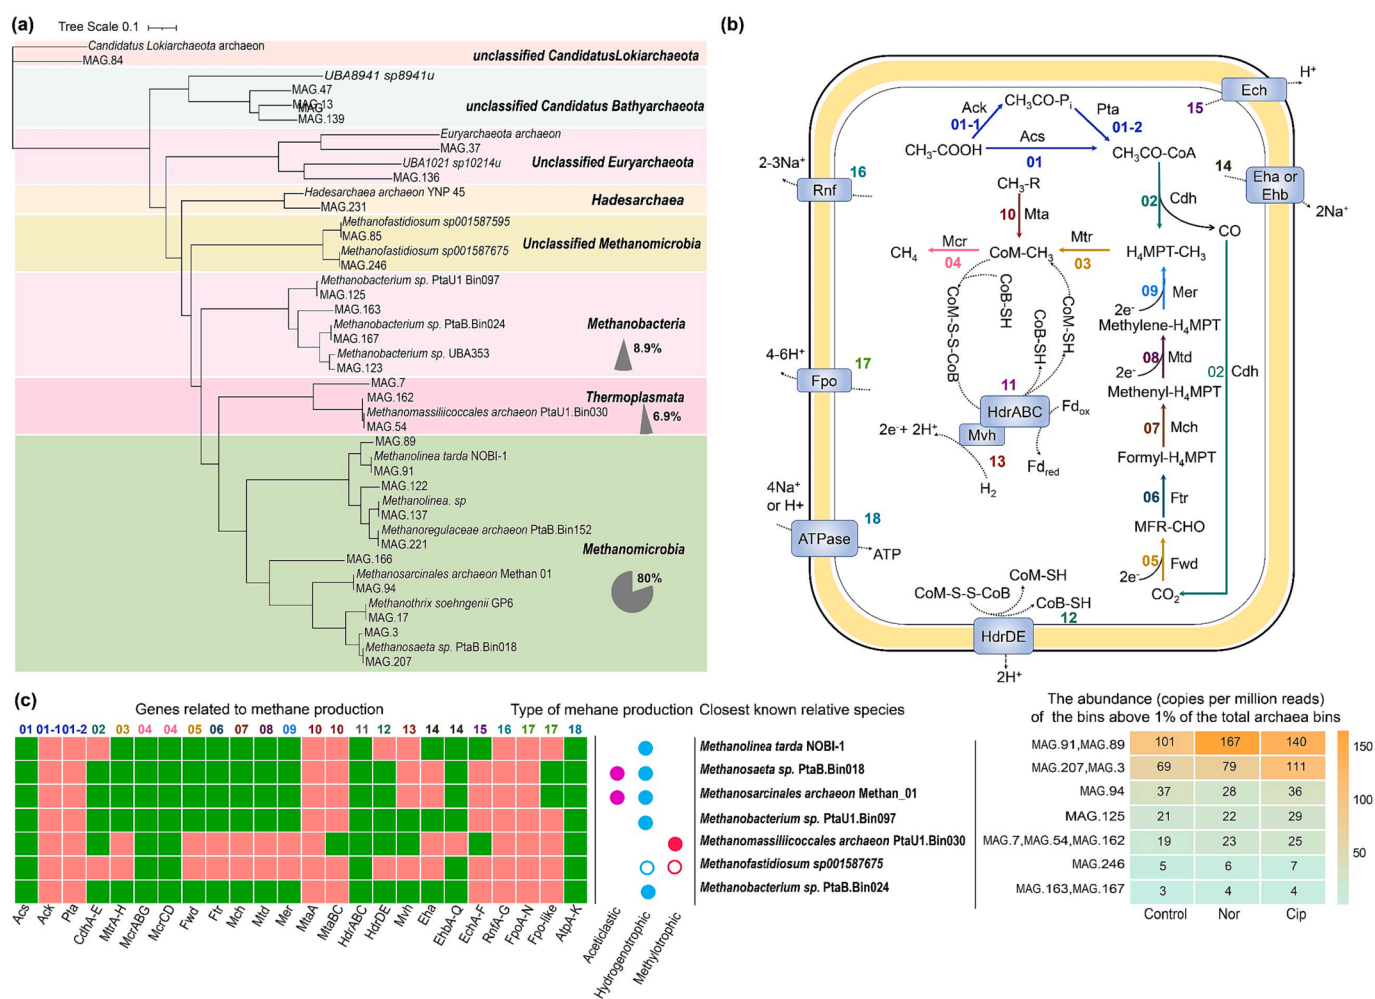 (a)
Tree Scale 0.1
Candidatus Lokiarchaeota archaeon
MAG.84
unclassified CandidatusLokiarchaeota
UBA8941 sp8941u
MAG.47
MAG.13
MAG
MAG.139
unclassified Candidatus Bathyarchaeota
Euryarchaeota archaeon
MAG.37
UBA1021 sp10214u
MAG.136
Unclassified Euryarchaeota
Hadesarchaea archaeon YNP 45
MAG.231
Hadesarchaea
Methanofastidiosum sp001587595
MAG.85
Methanofastidiosum sp001587675
MAG.246
Unclassified Methanomicrobia
Methanobacterium sp. PtaU1 Bin097
MAG.125
MAG.163
Methanobacterium sp. PtaB.Bin024
MAG.167
Methanobacterium sp. UBA353
MAG.123
Methanobacteria
8.9%
MAG.7
MAG.162
Methanomassiliicoccales archaeon PtaU1.Bin030
MAG.54
Thermoplasmata
6.9%
MAG.89
Methanolinea tarda NOBI-1
MAG.91
MAG.122
Methanolinea. sp
MAG.137
Methanoregulaceae archaeon PtaB.Bin152
MAG.221
MAG.166
Methanosarcinales archaeon Methan 01
MAG.94
Methanothrix soehngenii GP6
MAG.17
MAG.3
Methanosaeta sp. PtaB.Bin018
MAG.207
Methanomicrobia
80%
(b)
H+
Ech
15
Ack
01-1
CH3CO-Pi
Pta
01-2
CH3-COOH
Acs
01
CH3CO-CoA
14
Eha or
Ehb
2Na+
2-3Na+
Rnf
16
CH3-R
10
Mta
02
Cdh
CO
CH4
Mcr
04
CoM-CH3
Mtr
03
H4MPT-CH3
CoM-S-S-CoB
CoB-SH
CoB-SH
CoM-SH
09
Mer
2e-
Methylene-H4MPT
08
Mtd
2e-
Methenyl-H4MPT
02
Cdh
4-6H+
Fpo
17
11
HdrABC
Fdox
Mvh
2e-+ 2H+
13
Fdred
H2
07
Mch
Formyl-H4MPT
06
Ftr
MFR-CHO
05
Fwd
2e-
CO2
4Na+
or H+
18
ATPase
ATP
CoM-S-S-CoB
CoM-SH
CoB-SH
12
HdrDE
2H+
(c)
Genes related to methane production
01 01-1 01-2 02 03 04 04 05 06 07 08 09 10 10 11 12 13 14 14 15 16 17 17 18
Acs Ack Pta CdhA-E MtrA-H McrABG McrCD Fwd Ftr Mch Mtd Mer MtaA MtaBC HdrABC HdrDE Mvh Eha EhbA-Q EchA-F RnfA-G FpoA-N Fpo-like AtpA-K
Type of mehane production
Aceticlastic
Hydrogenotrophic
Methylotrophic
Closest known relative species
Methanolinea tarda NOBI-1
Methanosaeta sp. PtaB.Bin018
Methanosarcinales archaeon Methan_01
Methanobacterium sp. PtaU1.Bin097
Methanomassiliicoccales archaeon PtaU1.Bin030
Methanofastidiosum sp001587675
Methanobacterium sp. PtaB.Bin024
The abundance (copies per million reads)
of the bins above 1% of the total archaea bins
MAG.91,MAG.89 101 167 140
MAG.207,MAG.3 69 79 111
MAG.94 37 28 36
MAG.125 21 22 29
MAG.7,MAG.54,MAG.162 19 23 25
MAG.246 5 6 7
MAG.163,MAG.167 3 4 4
Control Nor Cip
150
100
50